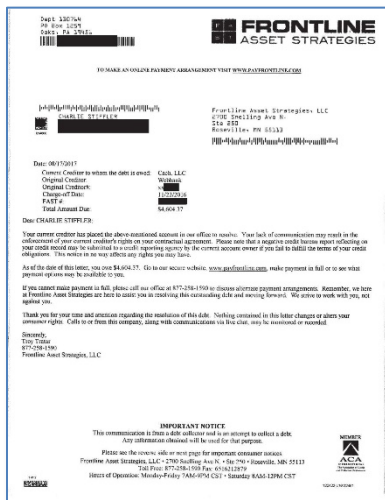 Dept 130764
PO Box 1259
Oaks, PA 19456
FRONTLINE
ASSET STRATEGIES
TO MAKE AN ONLINE PAYMENT ARRANGEMENT VISIT WWW.PAYFRONTLINE.COM
CHARLIE STIFFLER
Frontline Asset Strategies, LLC
2700 Snelling Ave N.
Ste 250
Roseville, MN 55113
Date: 08/17/2017
Current Creditor to whom the debt is owed: Cach, LLC
Original Creditor: Webbank
Original Creditor#:
Charge-off Date: 11/22/2016
FAST #:
Total Amount Due: $4,604.37
Dear CHARLIE STIFFLER:
Your current creditor has placed the above-mentioned account in our office to resolve. Your lack of communication may result in the
enforcement of your current creditor's rights on your contractual agreement. Please note that a negative credit bureau report reflecting on
your credit record may be submitted to a credit reporting agency by the current account owner if you fail to fulfill the terms of your credit
obligations. This notice in no way affects any rights you may have.
As of the date of this letter, you owe $4,604.37. Go to our secure website, www.payfrontline.com, make payment in full or to see what
payment options may be available to you.
If you cannot make payment in full, please call our office at 877-258-1590 to discuss alternate payment arrangements. Remember, we here
at Frontline Asset Strategies are here to assist you in resolving this outstanding debt and moving forward. We strive to work with you, not
against you.
Thank you for your time and attention regarding the resolution of this debt. Nothing contained in this letter changes or alters your
consumer rights. Calls to or from this company, along with communications via live chat, may be monitored or recorded.
Sincerely,
Troy
877-258-1590
Frontline Asset Strategies, LLC
IMPORTANT NOTICE
This communication is from a debt collector and is an attempt to collect a debt.
Any information obtained will be used for that purpose.
Please see the reverse side or next page for important consumer notices.
Frontline Asset Strategies, LLC • 2700 Snelling Ave N. • Ste 250 • Roseville, MN 55113
Toll Free: 877-258-1590 Fax: 6516212879
Hours of Operation: Monday-Friday 7AM-9PM CST • Saturday 8AM-12PM CST
MEMBER
ACA